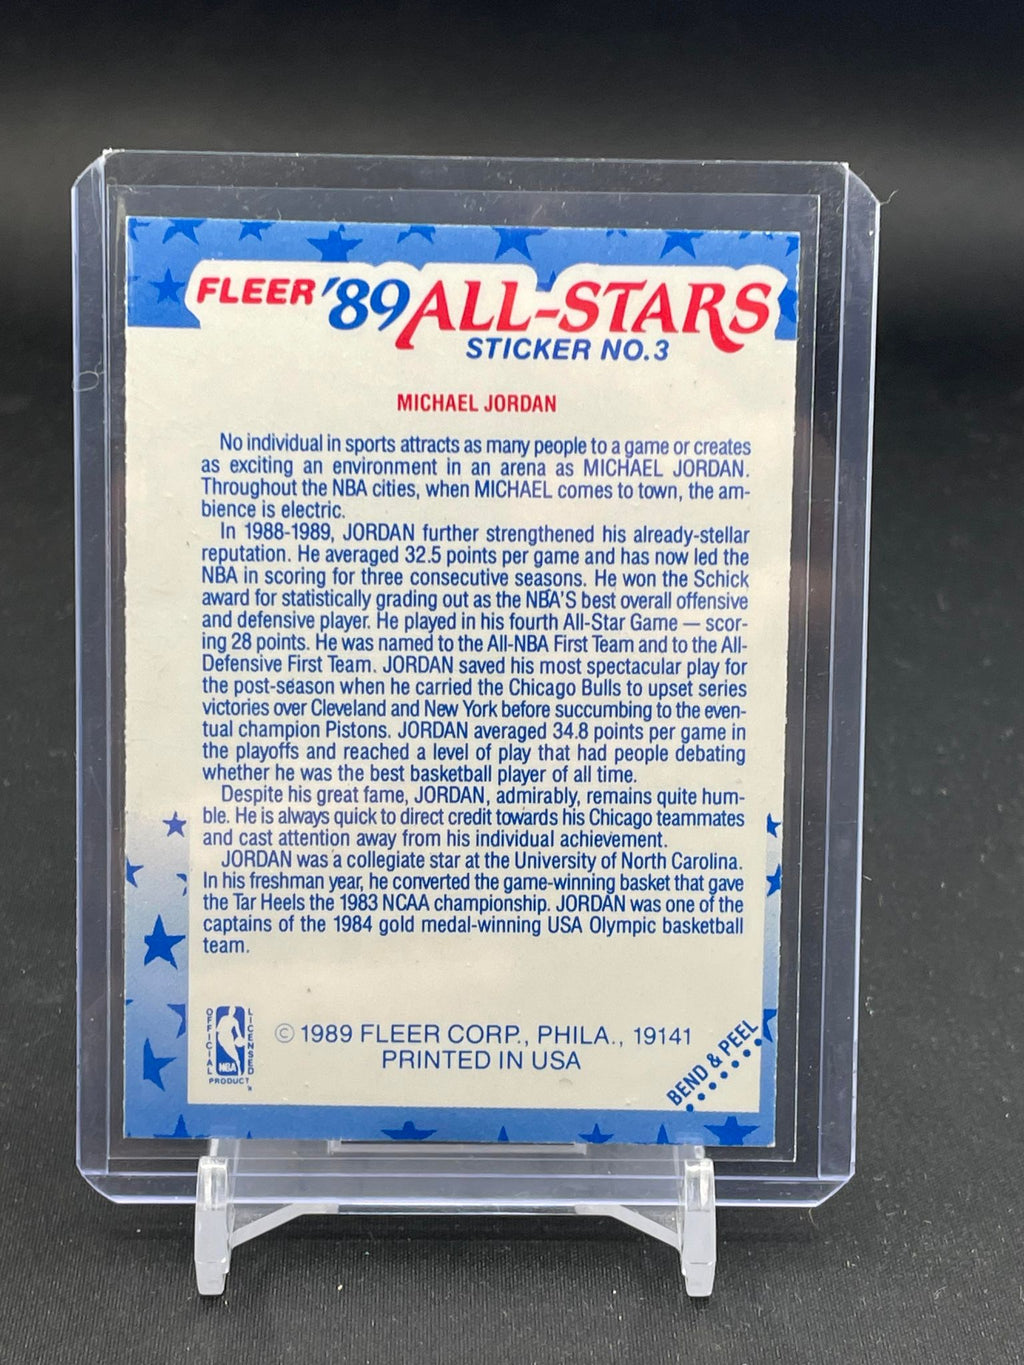 FLEER '89 ALL-STARS
STICKER NO.3
MICHAEL JORDAN
No individual in sports attracts as many people to a game or creates
as exciting an environment in an arena as MICHAEL JORDAN.
Throughout the NBA cities, when MICHAEL comes to town, the am-
bience is electric.
In 1988-1989, JORDAN further strengthened his already-stellar
reputation. He averaged 32.5 points per game and has now led the
NBA in scoring for three consecutive seasons. He won the Schick
award for statistically grading out as the NBA'S best overall offensive
and defensive player. He played in his fourth All-Star Game — scor-
ing 28 points. He was named to the All-NBA First Team and to the All-
Defensive First Team. JORDAN saved his most spectacular play for
the post-season when he carried the Chicago Bulls to upset series
victories over Cleveland and New York before succumbing to the even-
tual champion Pistons. JORDAN averaged 34.8 points per game in
the playoffs and reached a level of play that had people debating
whether he was the best basketball player of all time.
Despite his great fame, JORDAN, admirably, remains quite hum-
ble. He is always quick to direct credit towards his Chicago teammates
and cast attention away from his individual achievement.
JORDAN was a collegiate star at the University of North Carolina.
In his freshman year, he converted the game-winning basket that gave
the Tar Heels the 1983 NCAA championship. JORDAN was one of the
captains of the 1984 gold medal-winning USA Olympic basketball
team.
OFFICIAL LICENSED
NBA
PRODUCT
© 1989 FLEER CORP., PHILA., 19141
PRINTED IN USA
BEND & PEEL